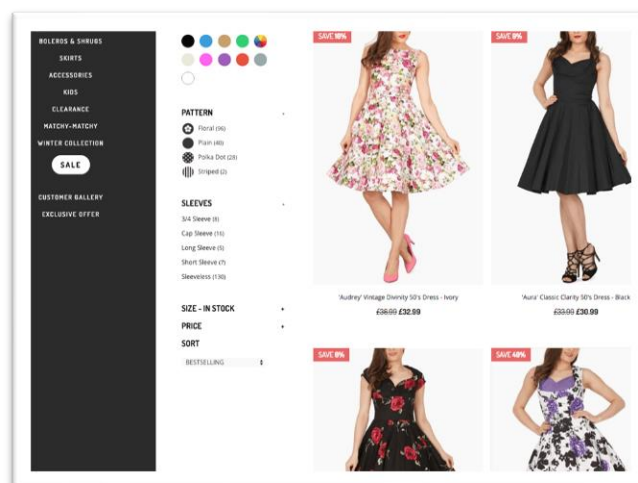 BOLEROS & SHRUGS
SKIRTS
ACCESSORIES
KIDS
CLEARANCE
MATCHY-MATCHY
WINTER COLLECTION
SALE
CUSTOMER GALLERY
EXCLUSIVE OFFER
PATTERN
Floral (96)
Plain (40)
Polka Dot (28)
Striped (2)
SLEEVES
3/4 Sleeve (8)
Cap Sleeve (16)
Long Sleeve (5)
Short Sleeve (7)
Sleeveless (130)
SIZE - IN STOCK
PRICE
SORT
BESTSELLING
SAVE 10%
'Audrey' Vintage Divinity 50's Dress - Ivory
£36.99 £32.99
SAVE 9%
'Aura' Classic Clarity 50's Dress - Black
£33.99 £30.99
SAVE 8%
SAVE 40%